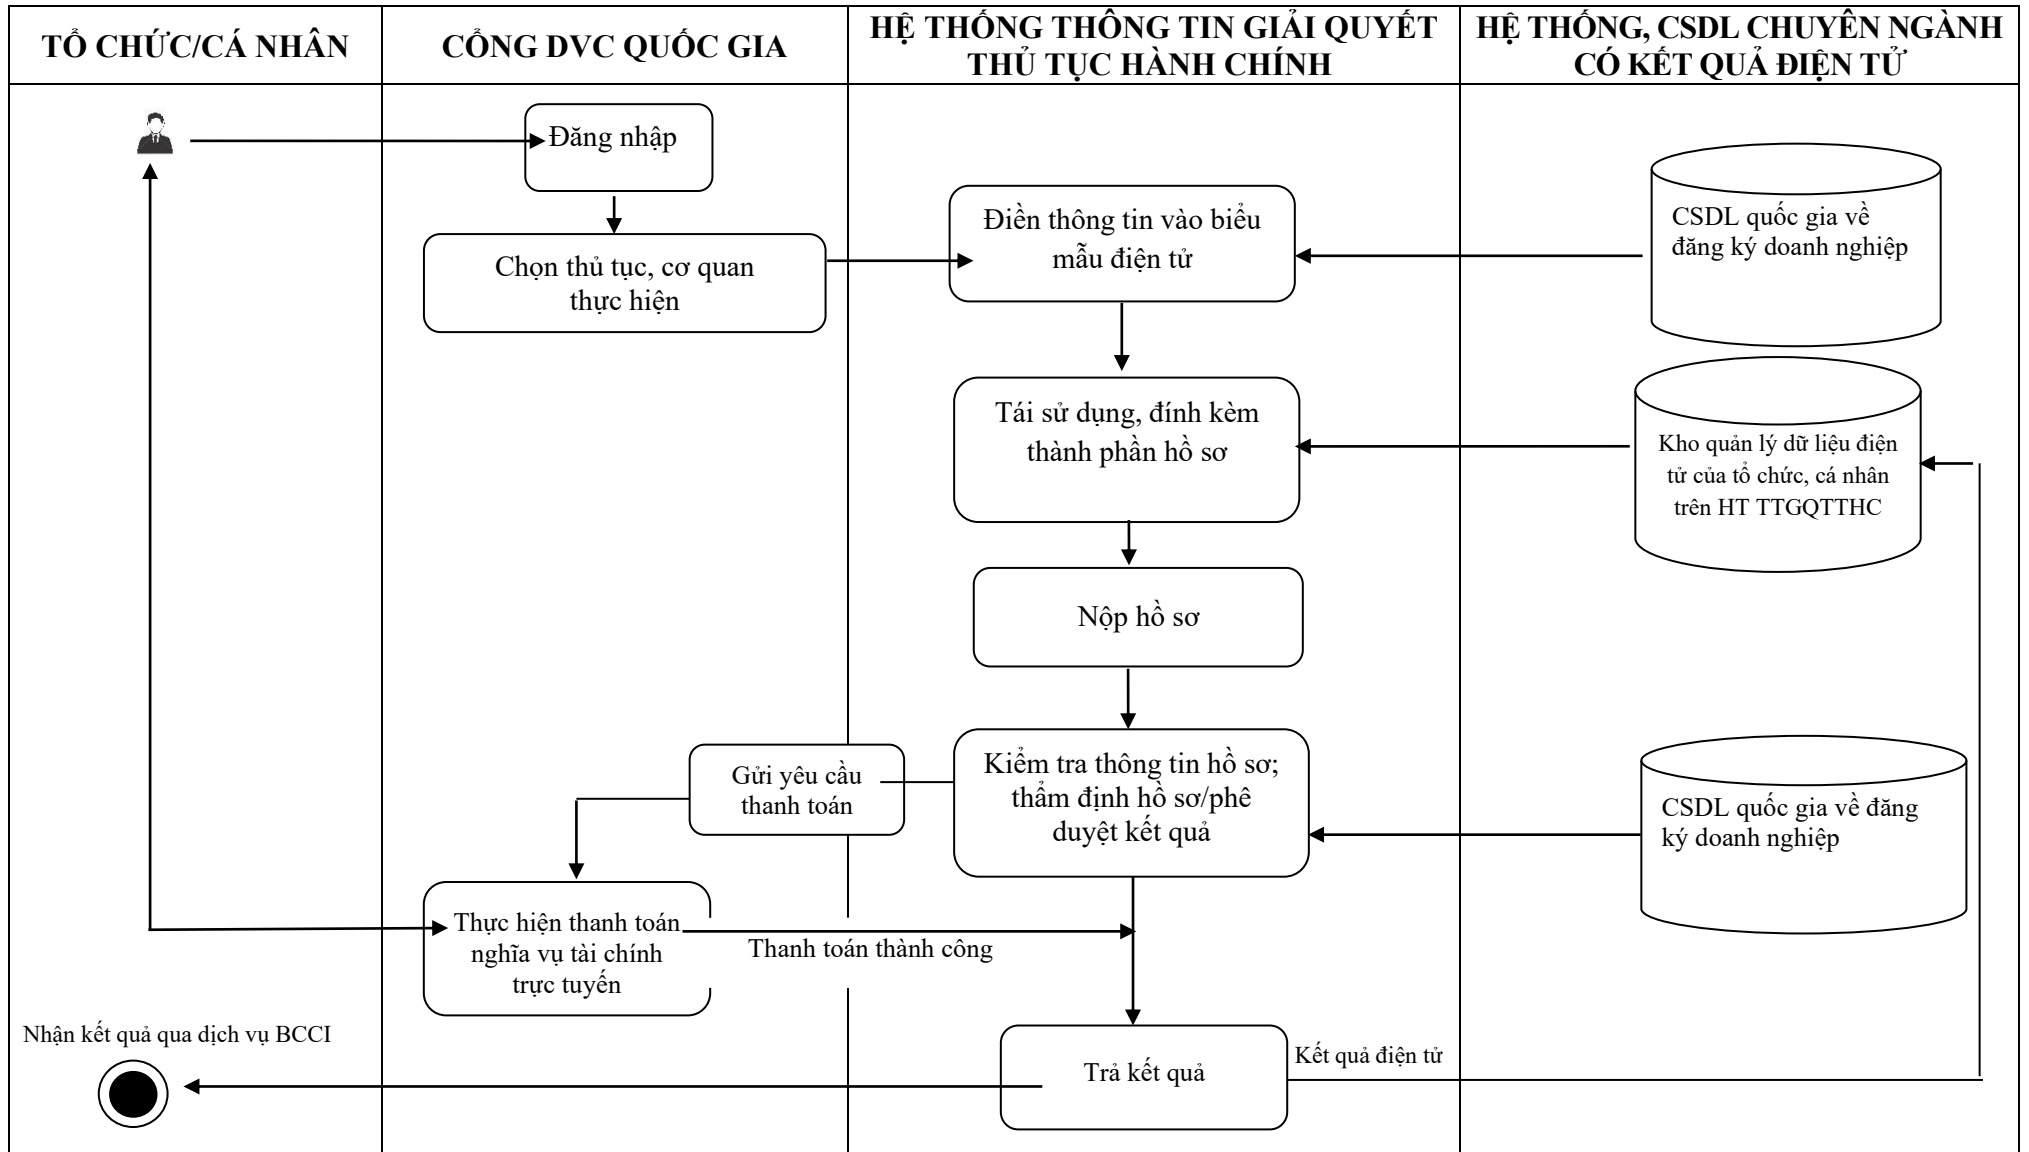 TỔ CHỨC/CÁ NHÂN
CỔNG DVC QUỐC GIA
HỆ THỐNG THÔNG TIN GIẢI QUYẾT
THỦ TỤC HÀNH CHÍNH
HỆ THỐNG, CSDL CHUYÊN NGÀNH
CÓ KẾT QUẢ ĐIỆN TỬ
Đăng nhập
Chọn thủ tục, cơ quan
thực hiện
Điền thông tin vào biểu
mẫu điện tử
CSDL quốc gia về
đăng ký doanh nghiệp
Tái sử dụng, đính kèm
thành phần hồ sơ
Kho quản lý dữ liệu điện
tử của tổ chức, cá nhân
trên HT TTGQTTHC
Nộp hồ sơ
Gửi yêu cầu
thanh toán
Kiểm tra thông tin hồ sơ;
thẩm định hồ sơ/phê
duyệt kết quả
CSDL quốc gia về đăng
ký doanh nghiệp
Thực hiện thanh toán
nghĩa vụ tài chính
trực tuyến
Thanh toán thành công
Nhận kết quả qua dịch vụ BCCI
Trả kết quả
Kết quả điện tử